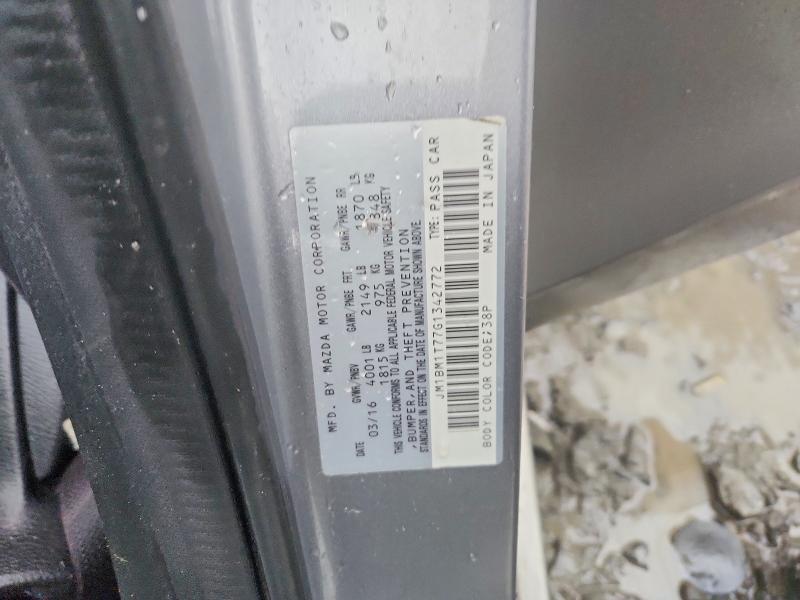 MFD. BY MAZDA MOTOR CORPORATION
DATE GVWR/PNBV GAWR/PNBE FRT GAWR/PNBE RR
03/16 4001 LB 2149 LB 1870 LB
1815 KG 975 KG 848 KG
THIS VEHICLE CONFORMS TO ALL APPLICABLE FEDERAL MOTOR VEHICLE SAFETY
,BUMPER,AND THEFT PREVENTION
STANDARDS IN EFFECT ON THE DATE OF MANUFACTURE SHOWN ABOVE
JM1BM1T77G1342772 TYPE: PASS CAR
BODY COLOR CODE;38P MADE IN JAPAN